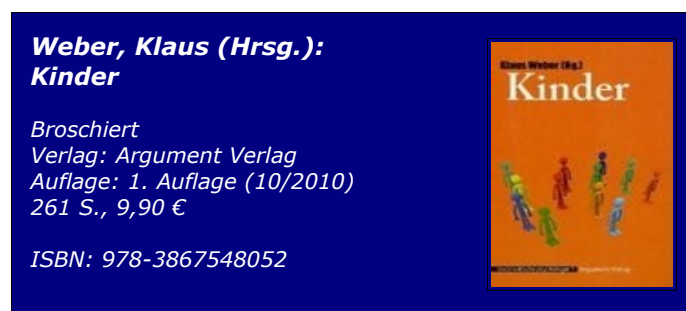 Weber, Klaus (Hrsg.):
Kinder
Broschiert
Verlag: Argument Verlag
Auflage: 1. Auflage (10/2010)
261 S., 9,90 €
ISBN: 978-3867548052
Klaus Weber (Hg.)
Kinder
Argument Verlag